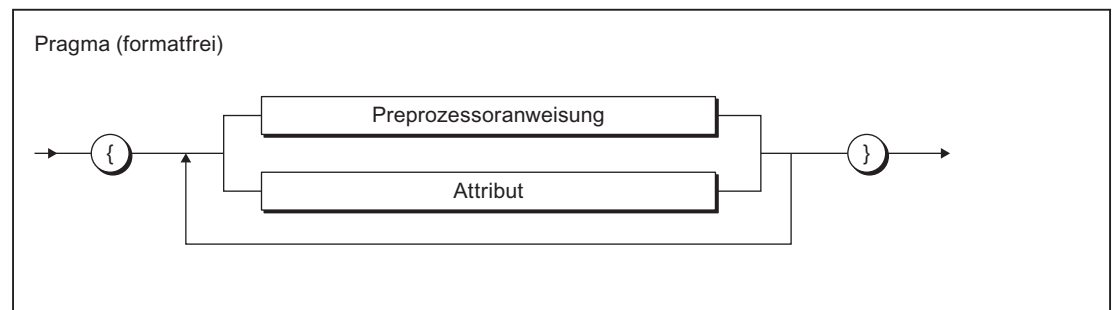 Pragma (formatfrei)
Preprozessoranweisung
{
}
Attribut